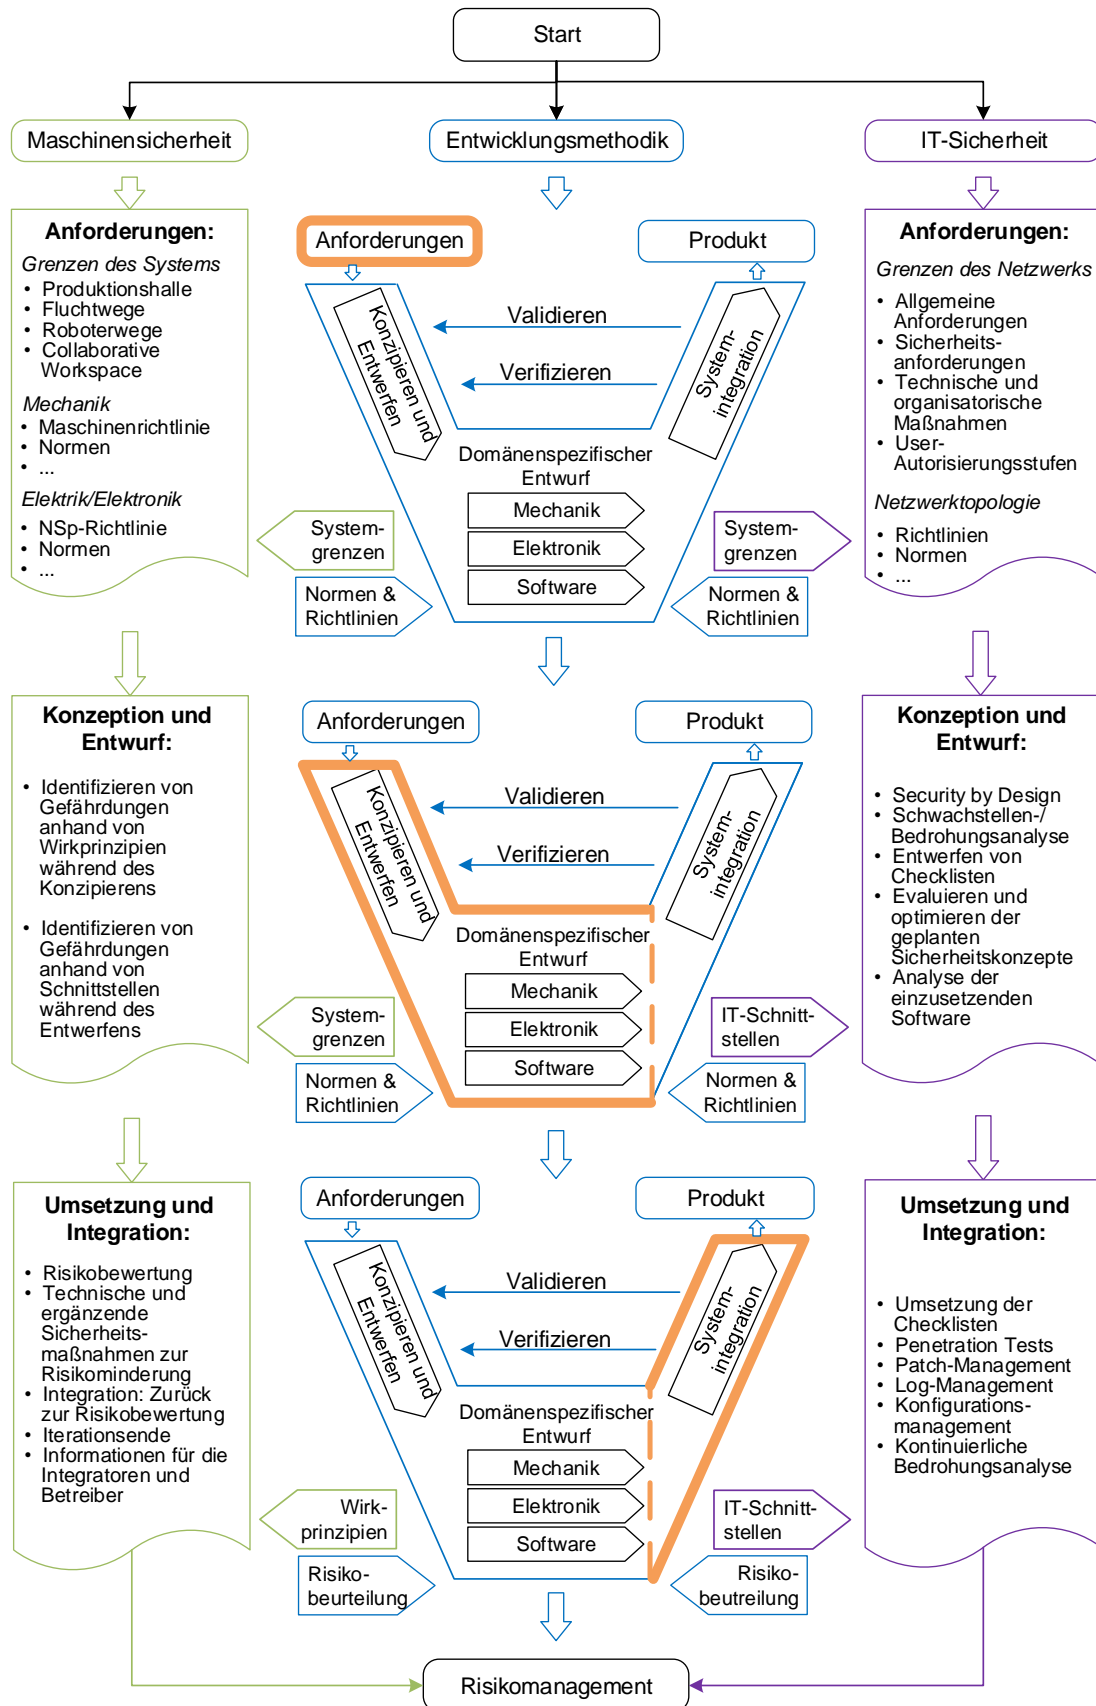 Start
Maschinensicherheit
Entwicklungsmethodik
IT-Sicherheit
Anforderungen:
Grenzen des Systems
• Produktionshalle
• Fluchtwege
• Roboterwege
• Collaborative
Workspace
Mechanik
• Maschinenrichtlinie
• Normen
• ...
Elektrik/Elektronik
• NSp-Richtlinie
• Normen
• ...
Anforderungen
Produkt
Konzipieren und
Entwerfen
Validieren
Verifizieren
System-
integration
Domänenspezifischer
Entwurf
Mechanik
Elektronik
Software
System-
grenzen
Normen &
Richtlinien
System-
grenzen
Normen &
Richtlinien
Anforderungen:
Grenzen des Netzwerks
• Allgemeine
Anforderungen
• Sicherheits-
anforderungen
• Technische und
organisatorische
Maßnahmen
• User-
Autorisierungsstufen
Netzwerktopologie
• Richtlinien
• Normen
• ...
Konzeption und
Entwurf:
• Identifizieren von
Gefährdungen
anhand von
Wirkprinzipien
während des
Konzipierens
• Identifizieren von
Gefährdungen
anhand von
Schnittstellen
während des
Entwerfens
Anforderungen
Produkt
Konzipieren und
Entwerfen
Validieren
Verifizieren
System-
integration
Domänenspezifischer
Entwurf
Mechanik
Elektronik
Software
System-
grenzen
Normen &
Richtlinien
IT-Schnitt-
stellen
Normen &
Richtlinien
Konzeption und
Entwurf:
• Security by Design
• Schwachstellen-/
Bedrohungsanalyse
• Entwerfen von
Checklisten
• Evaluieren und
optimieren der
geplanten
Sicherheitskonzepte
• Analyse der
einzusetzenden
Software
Umsetzung und
Integration:
• Risikobewertung
• Technische und
ergänzende
Sicherheits-
maßnahmen zur
Risikominderung
• Integration: Zurück
zur Risikobewertung
• Iterationsende
• Informationen für die
Integratoren und
Betreiber
Anforderungen
Produkt
Konzipieren und
Entwerfen
Validieren
Verifizieren
System-
integration
Domänenspezifischer
Entwurf
Mechanik
Elektronik
Software
Wirk-
prinzipien
Risiko-
beurteilung
IT-Schnitt-
stellen
Risiko-
beutreilung
Umsetzung und
Integration:
• Umsetzung der
Checklisten
• Penetration Tests
• Patch-Management
• Log-Management
• Konfigurations-
management
• Kontinuierliche
Bedrohungsanalyse
Risikomanagement